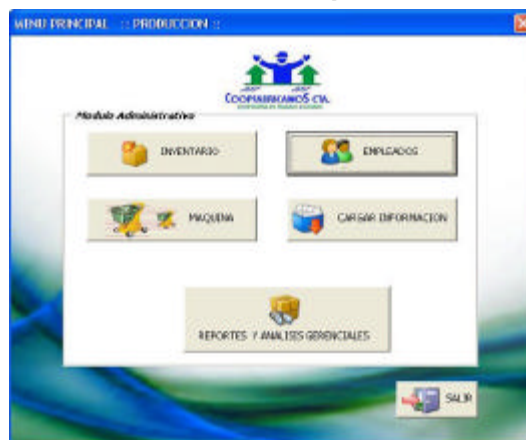 MENU PRINCIPAL :: PRODUCCION ::
Modulo Administrativo
INVENTARIO
EMPLEADOS
MAQUINA
CARGAR INFORMACION
REPORTES Y ANALISIS GERENCIALES
SALIR